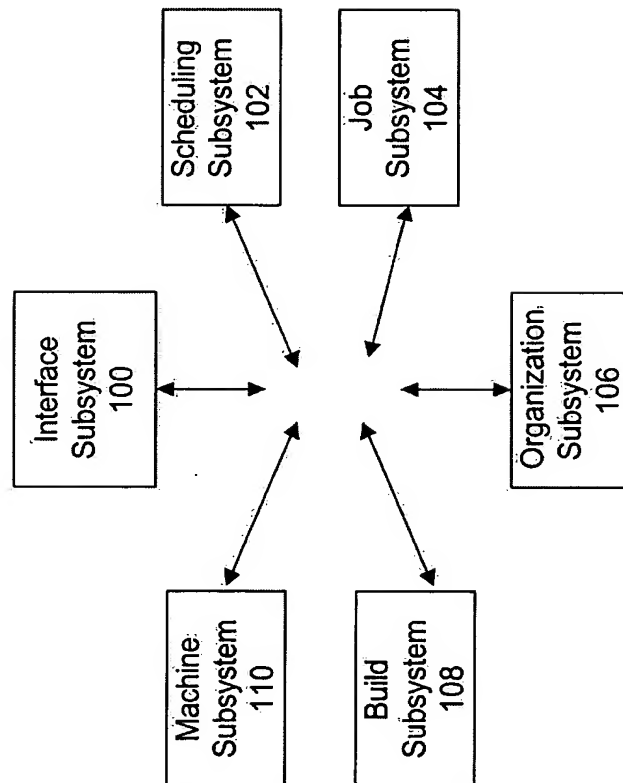 Interface
Subsystem
100
Scheduling
Subsystem
102
Job
Subsystem
104
Organization
Subsystem
106
Build
Subsystem
108
Machine
Subsystem
110